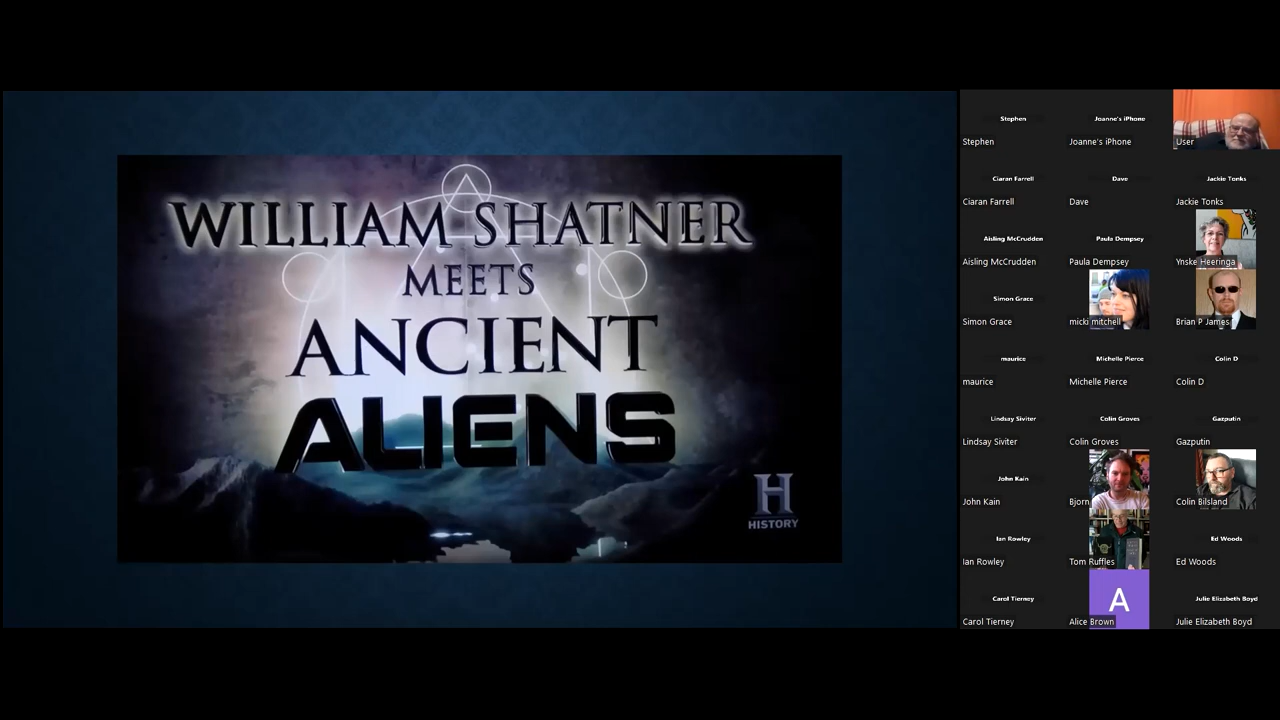 WILLIAM SHATNER
MEETS
ANCIENT
ALIENS
H
HISTORY
Stephen
Joanne's iPhone
Stephen
Joanne's iPhone
User
Ciaran Farrell
Dave
Jackie Tonks
Ciaran Farrell
Dave
Jackie Tonks
Aisling McCrudden
Paula Dempsey
Aisling McCrudden
Paula Dempsey
Ynske Heeringa
Simon Grace
Simon Grace
micki mitchell
Brian P James
maurice
Michelle Pierce
Colin D
maurice
Michelle Pierce
Colin D
Lindsay Siviter
Colin Groves
Gazputin
Lindsay Siviter
Colin Groves
Gazputin
John Kain
John Kain
Bjorn
Colin Bilsland
Ian Rowley
Ed Woods
Ian Rowley
Tom Ruffles
Ed Woods
Carol Tierney
A
Julie Elizabeth Boyd
Carol Tierney
Alice Brown
Julie Elizabeth Boyd